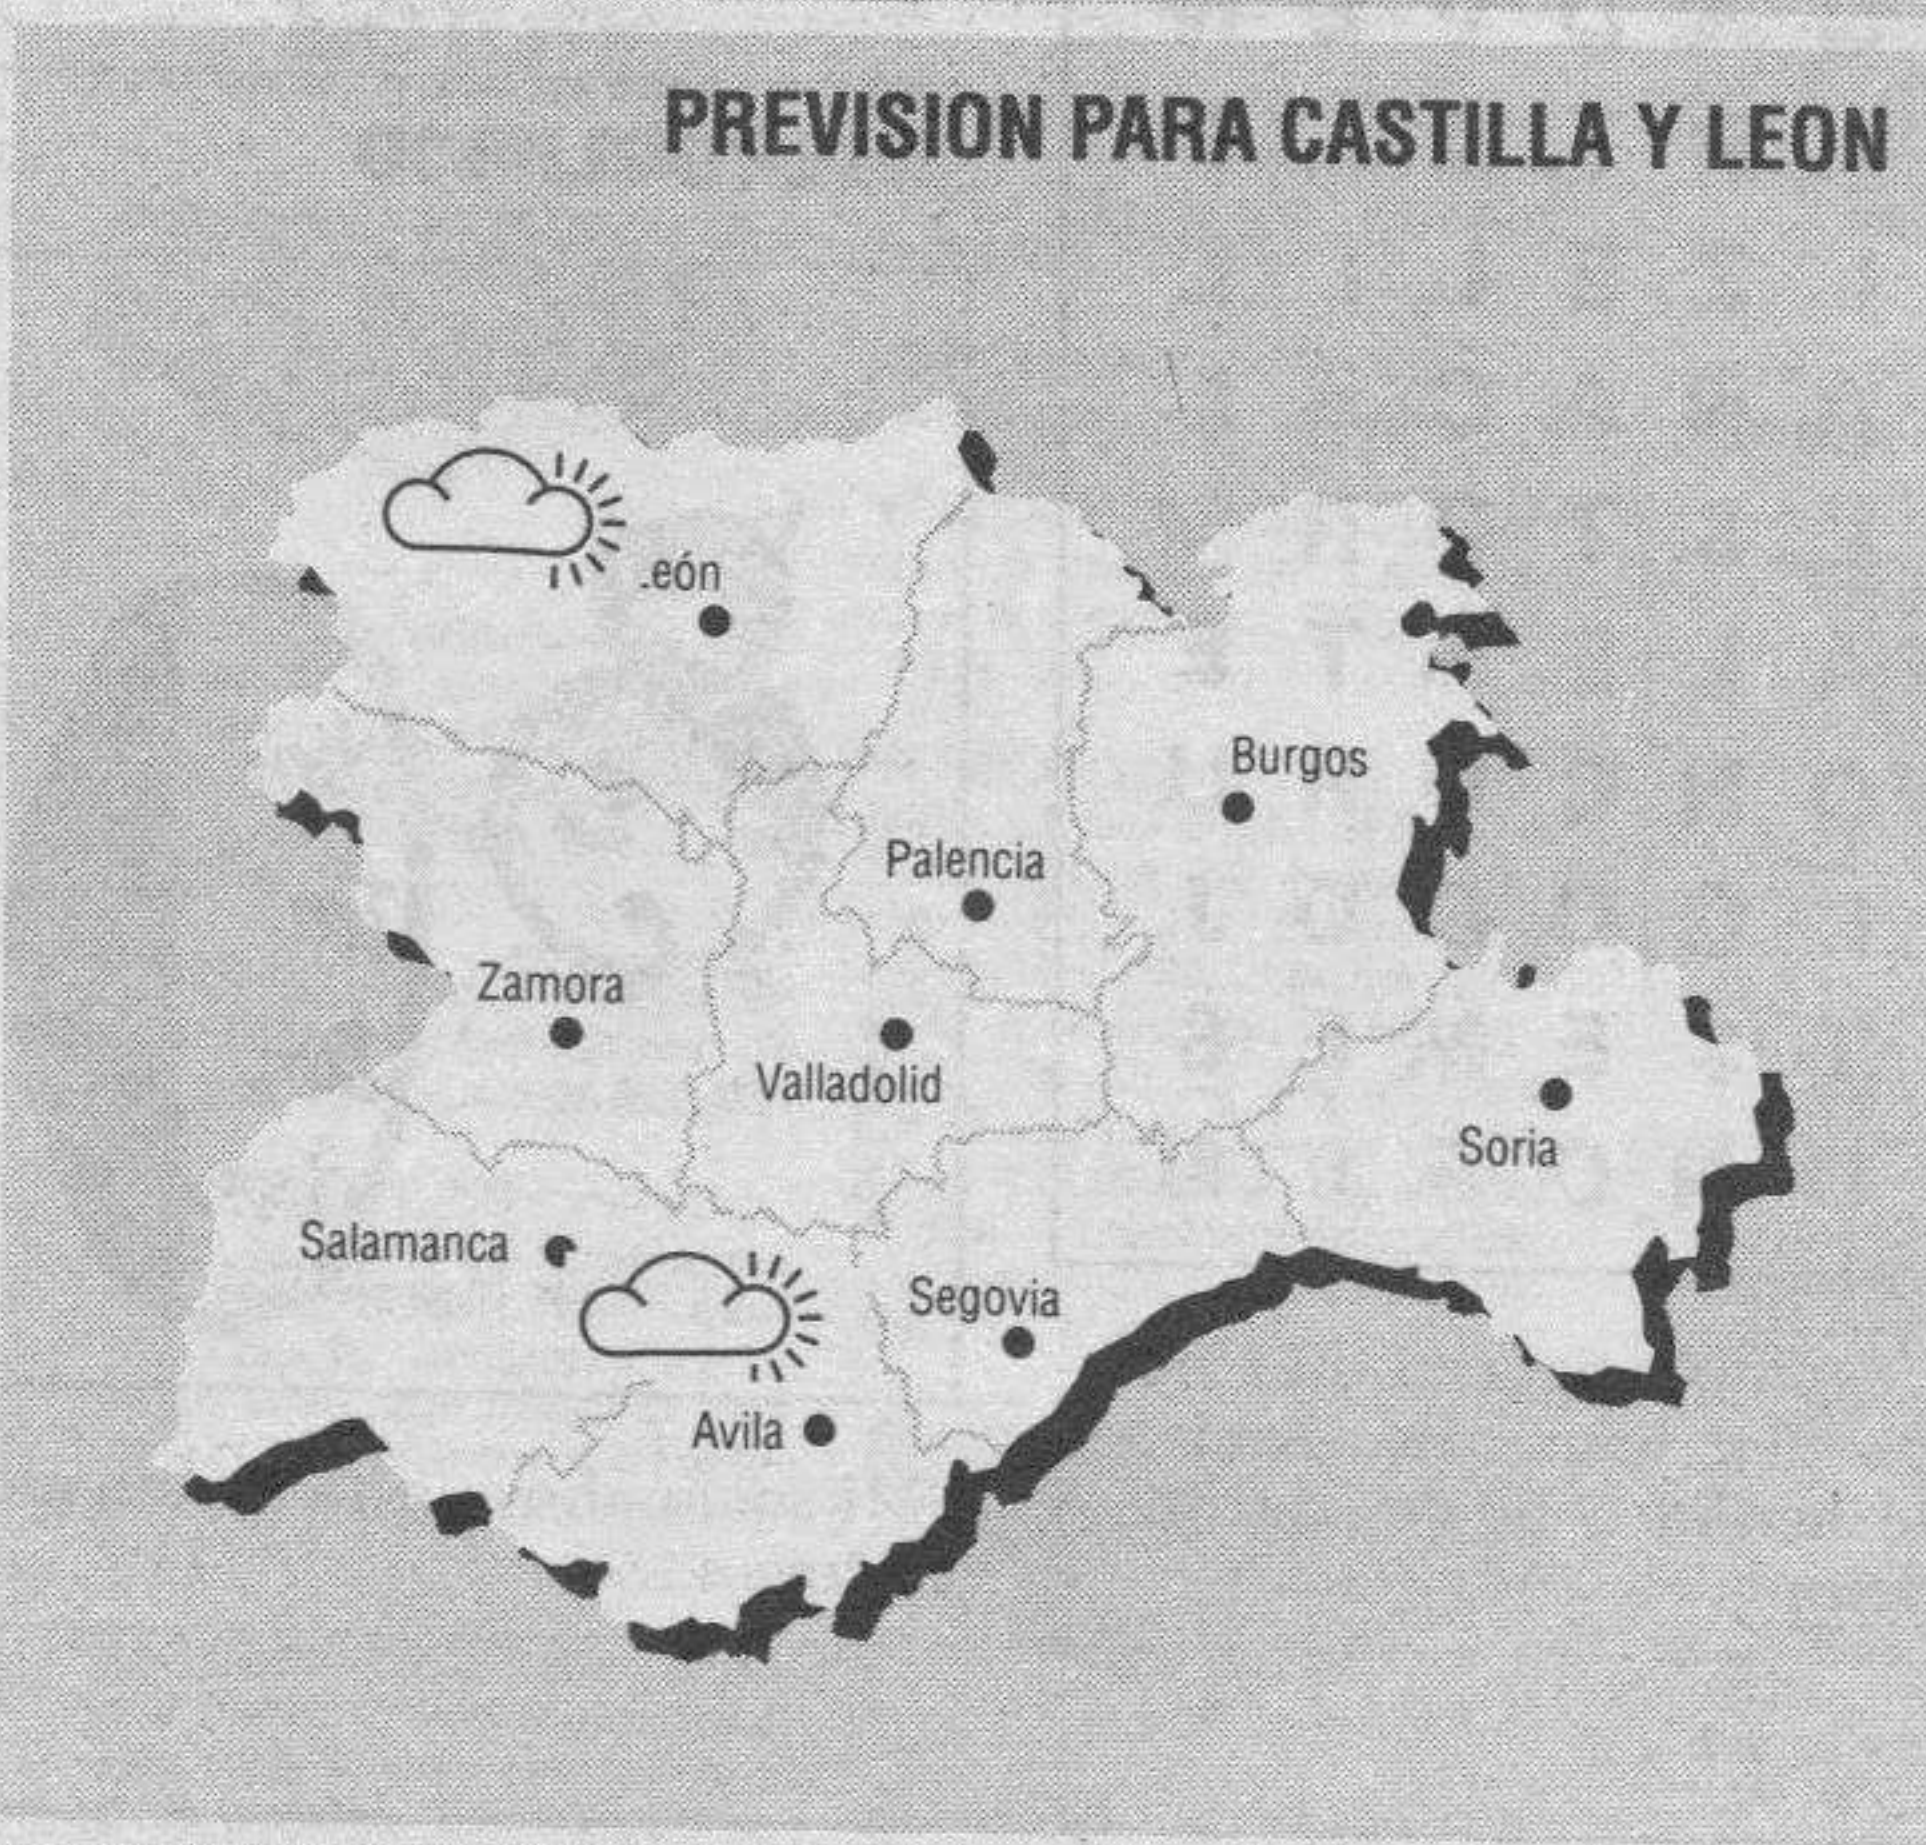 PREVISION PARA CASTILLA Y LEON
.eón
Burgos
Palencia
Zamora
Valladolid
Soria
Salamanca
Segovia
Avila